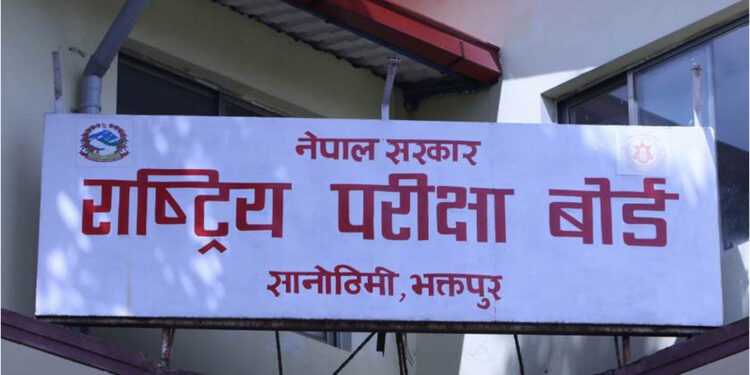 नेपाल सरकार
राष्ट्रिय परीक्षा बोर्ड
सानोठिमी, भक्तपुर